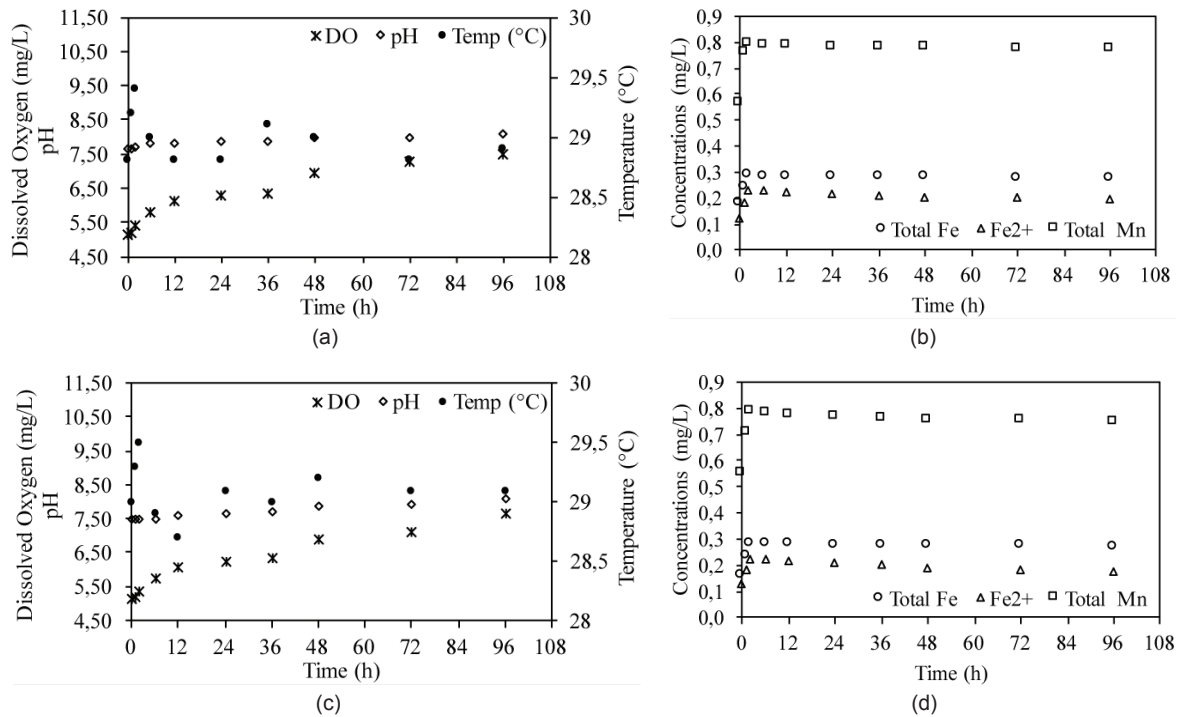 11,50
10,50
9,50
8,50
7,50
6,50
5,50
4,50
Dissolved Oxygen (mg/L)
pH
DO pH Temp (°C)
30
29,5
29
28,5
28
Temperature (°C)
0 12 24 36 48 60 72 84 96 108
Time (h)
(a)
0,9
0,8
0,7
0,6
0,5
0,4
0,3
0,2
0,1
0,0
Concentrations (mg/L)
Total Fe Fe2+ Total Mn
0 12 24 36 48 60 72 84 96 108
Time (h)
(b)
11,50
10,50
9,50
8,50
7,50
6,50
5,50
4,50
Dissolved Oxygen (mg/L)
pH
DO pH Temp (°C)
30
29,5
29
28,5
28
Temperature (°C)
0 12 24 36 48 60 72 84 96 108
Time (h)
(c)
0,9
0,8
0,7
0,6
0,5
0,4
0,3
0,2
0,1
0,0
Concentrations (mg/L)
Total Fe Fe2+ Total Mn
0 12 24 36 48 60 72 84 96 108
Time (h)
(d)